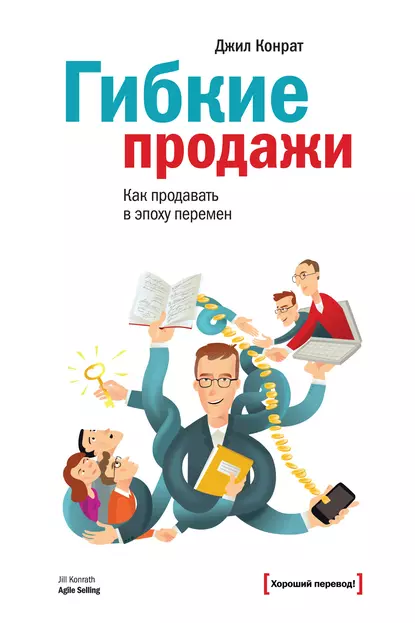 Джил Конрат
Гибкие
продажи
Как продавать
в эпоху перемен
Jill Konrath
Agile Selling
[ Хороший перевод! ]